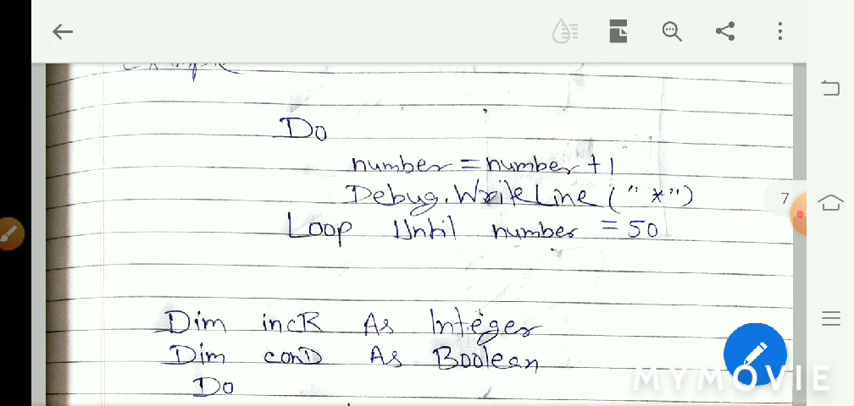 Example
Do
number = number + 1
Debug.WriteLine ("*")
7
Loop Until number = 50
Dim incR As Integer
Dim conD As Boolean
Do
MYMOVIE